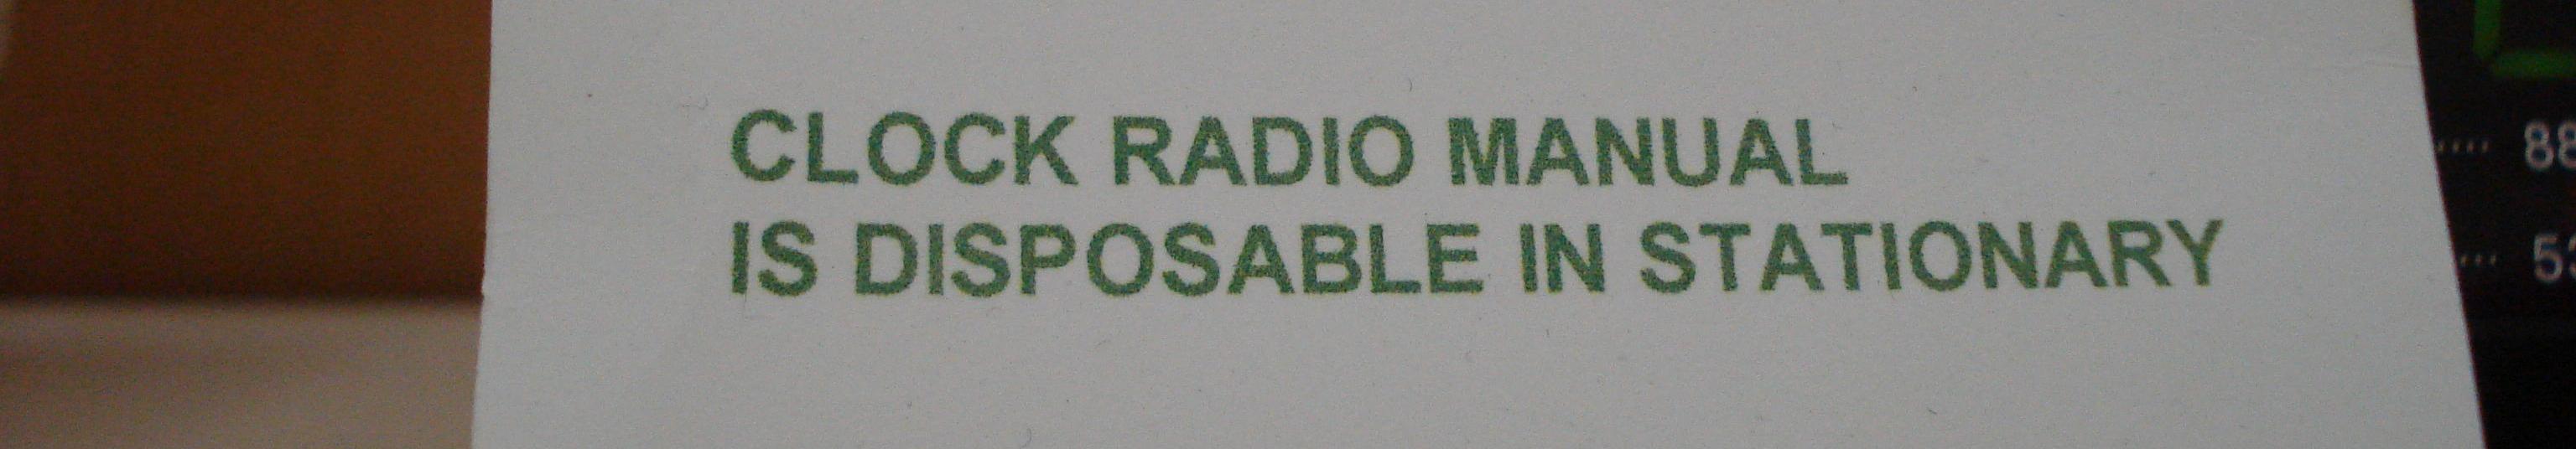 CLOCK RADIO MANUAL
IS DISPOSABLE IN STATIONARY